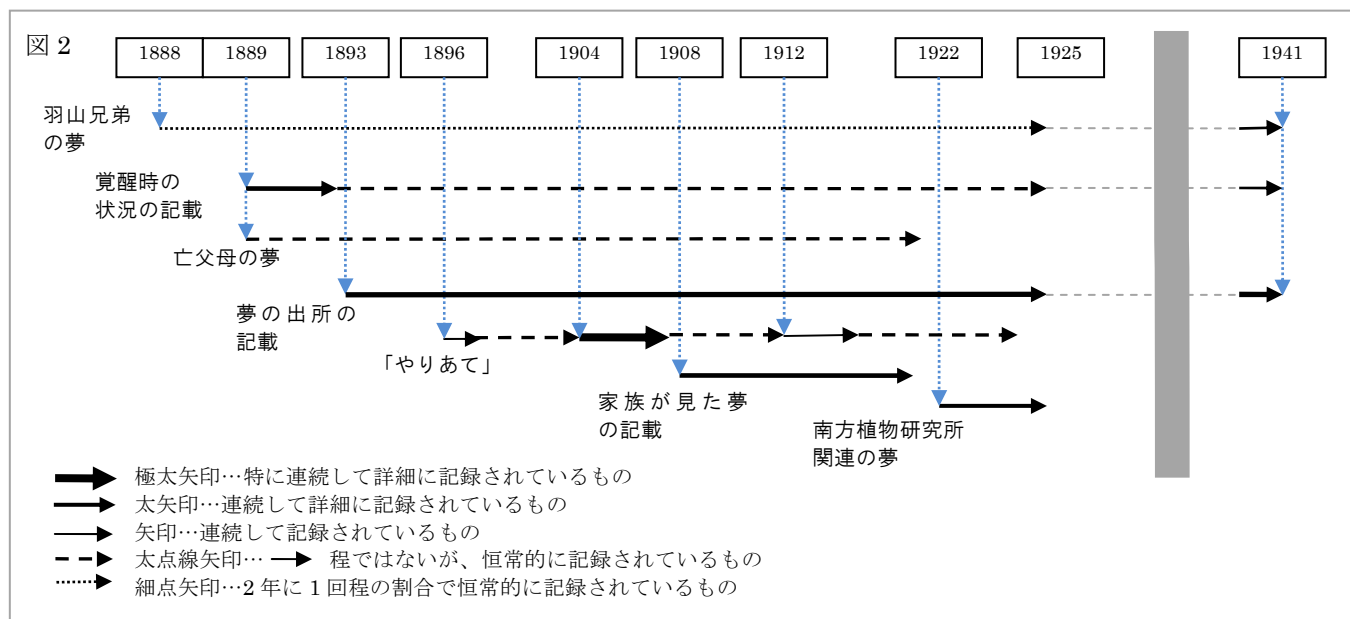 図 2
1888 1889 1893 1896 1904 1908 1912 1922 1925 1941
羽山兄弟
の夢
覚醒時の
状況の記載
亡父母の夢
夢の出所の
記載
「やりあて」
家族が見た夢
の記載
南方植物研究所
関連の夢
極太矢印…特に連続して詳細に記録されているもの
太矢印…連続して詳細に記録されているもの
矢印…連続して記録されているもの
太点線矢印… 程ではないが、恒常的に記録されているもの
細点矢印…2 年に 1 回程の割合で恒常的に記録されているもの